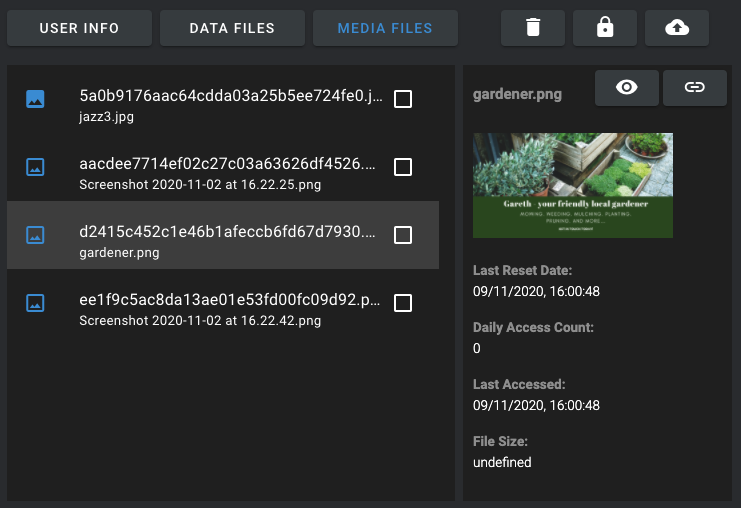 USER INFO
DATA FILES
MEDIA FILES
5a0b9176aac64cdda03a25b5ee724fe0.j...
jazz3.jpg
aacdee7714ef02c27c03a63626df4526....
Screenshot 2020-11-02 at 16.22.25.png
d2415c452c1e46b1afeccb6fd67d7930....
gardener.png
ee1f9c5ac8da13ae01e53fd00fc09d92.p...
Screenshot 2020-11-02 at 16.22.42.png
gardener.png
Gareth - your friendly local gardener
MOWING, WEEDING, MULCHING, PLANTING,
PRUNING, AND MORE...
Last Reset Date:
09/11/2020, 16:00:48
Daily Access Count:
0
Last Accessed:
09/11/2020, 16:00:48
File Size:
undefined